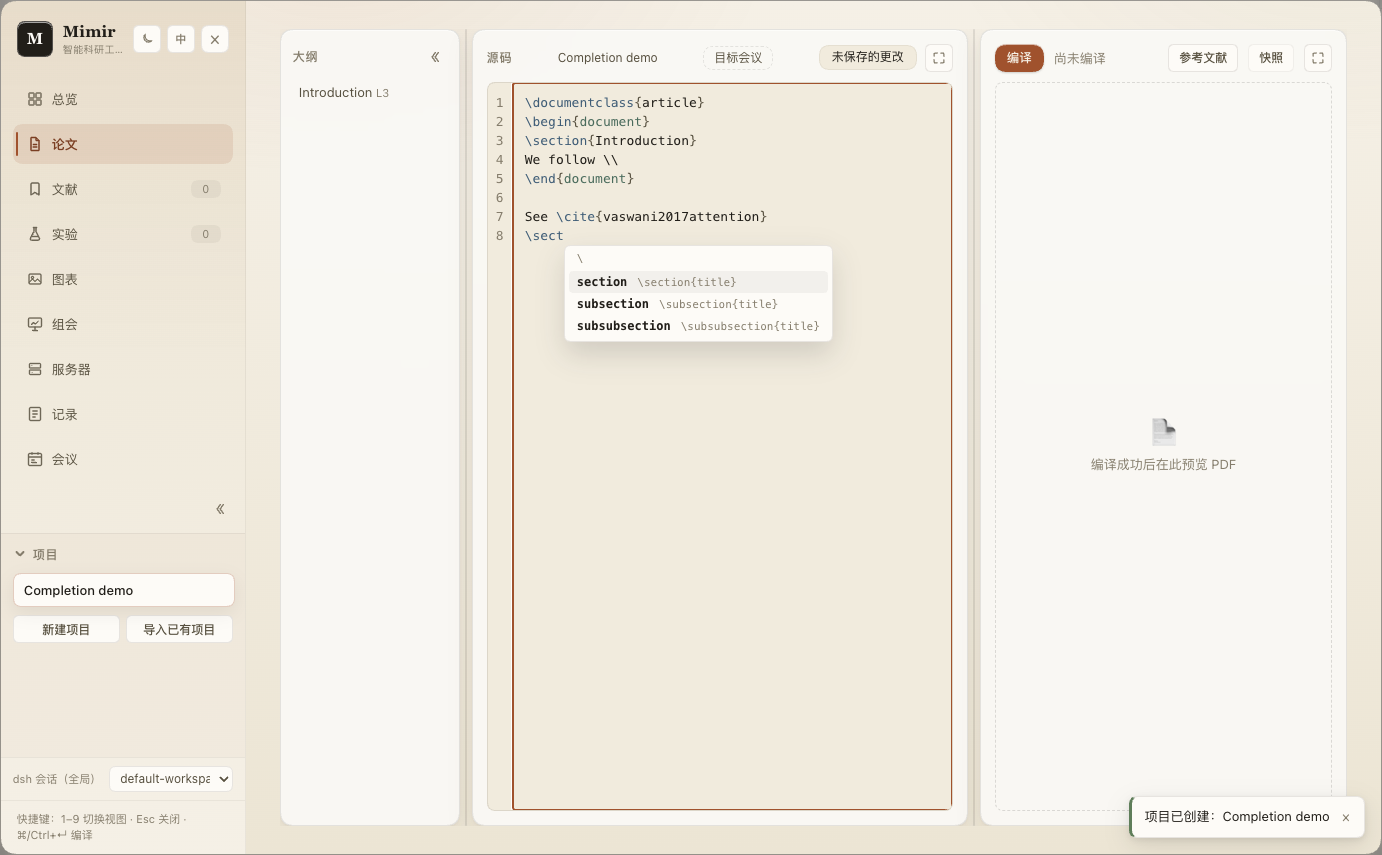 M
Mimir
智能科研工…
中
总览
论文
文献 0
实验 0
图表
组会
服务器
记录
会议
项目
Completion demo
新建项目
导入已有项目
dsh 会话（全局）
default-workspa
快捷键：1–9 切换视图 · Esc 关闭 ·
⌘/Ctrl+↵ 编译
大纲
Introduction L3
源码
Completion demo
目标会议
未保存的更改
1 \documentclass{article}
2 \begin{document}
3 \section{Introduction}
4 We follow \\
5 \end{document}
6
7 See \cite{vaswani2017attention}
8 \sect
\
section \section{title}
subsection \subsection{title}
subsubsection \subsubsection{title}
编译
尚未编译
参考文献
快照
编译成功后在此预览 PDF
项目已创建：Completion demo ×